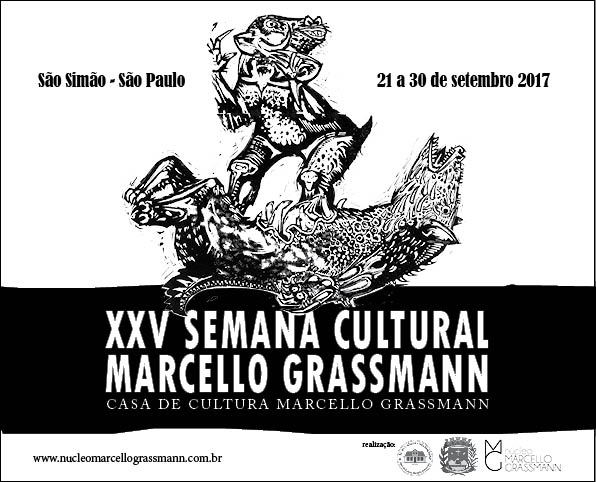 São Simão - São Paulo
21 a 30 de setembro 2017
XXV SEMANA CULTURAL
MARCELLO GRASSMANN
CASA DE CULTURA MARCELLO GRASSMANN
realização:
www.nucleomarcellograssmann.com.br
MG
núcleo
MARCELLO
GRASSMANN